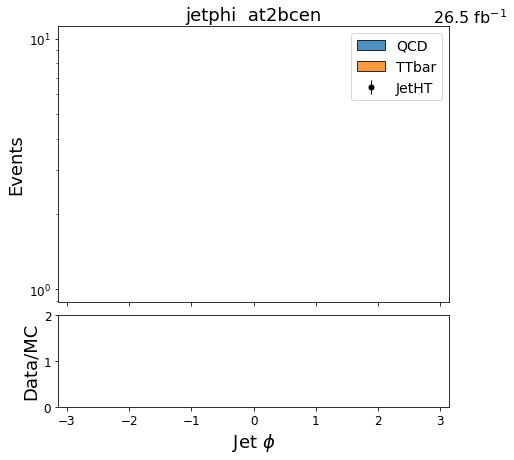 jetphi  at2bcen
26.5 fb⁻¹
QCD
TTbar
JetHT
Events
10¹
10⁰
Data/MC
2
1
0
−3 −2 −1 0 1 2 3
Jet ϕ